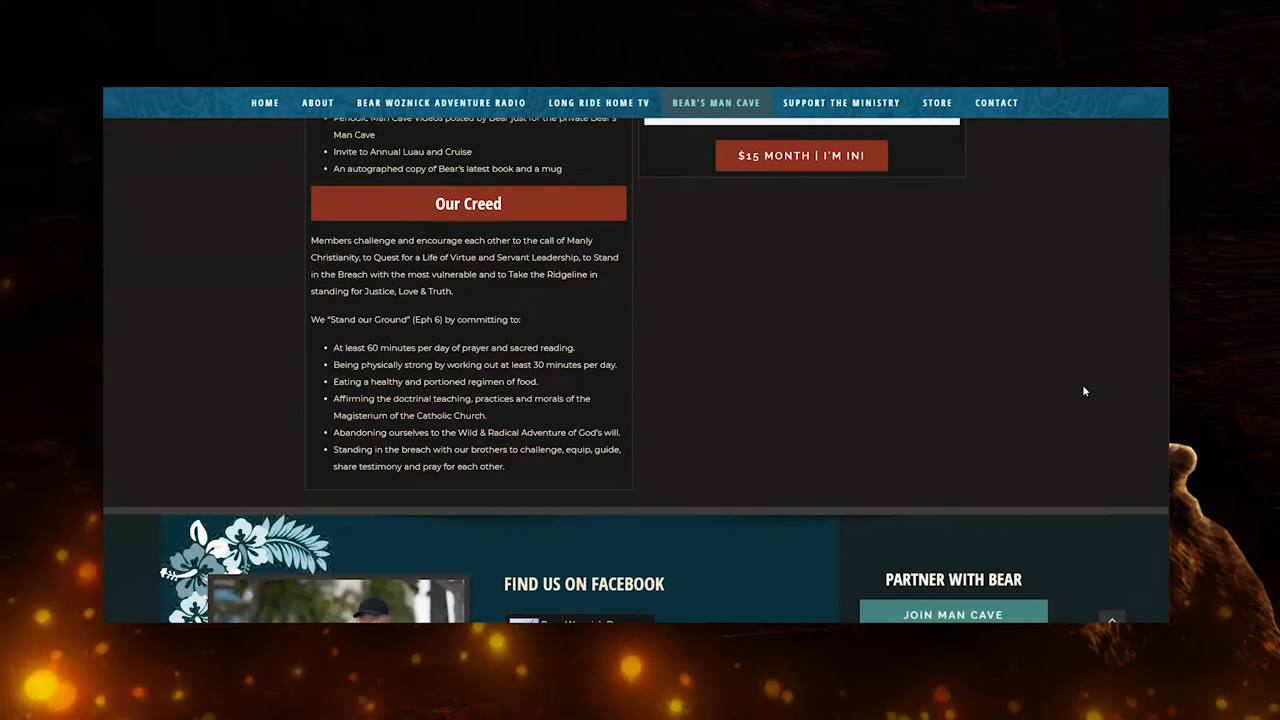 HOME ABOUT BEAR WOZNICK ADVENTURE RADIO LONG RIDE HOME TV BEAR'S MAN CAVE SUPPORT THE MINISTRY STORE CONTACT
Periodic Man Cave Videos posted by Bear just for the private Bear's
Man Cave
• Invite to Annual Luau and Cruise
• An autographed copy of Bear's latest book and a mug
$15 MONTH | I'M IN!
Our Creed
Members challenge and encourage each other to the call of Manly
Christianity, to Quest for a Life of Virtue and Servant Leadership, to Stand
in the Breach with the most vulnerable and to Take the Ridgeline in
standing for Justice, Love & Truth.
We "Stand our Ground" (Eph 6) by committing to:
• At least 60 minutes per day of prayer and sacred reading.
• Being physically strong by working out at least 30 minutes per day.
• Eating a healthy and portioned regimen of food.
• Affirming the doctrinal teaching, practices and morals of the
Magisterium of the Catholic Church.
• Abandoning ourselves to the Wild & Radical Adventure of God's will.
• Standing in the breach with our brothers to challenge, equip, guide,
share testimony and pray for each other.
FIND US ON FACEBOOK
PARTNER WITH BEAR
JOIN MAN CAVE